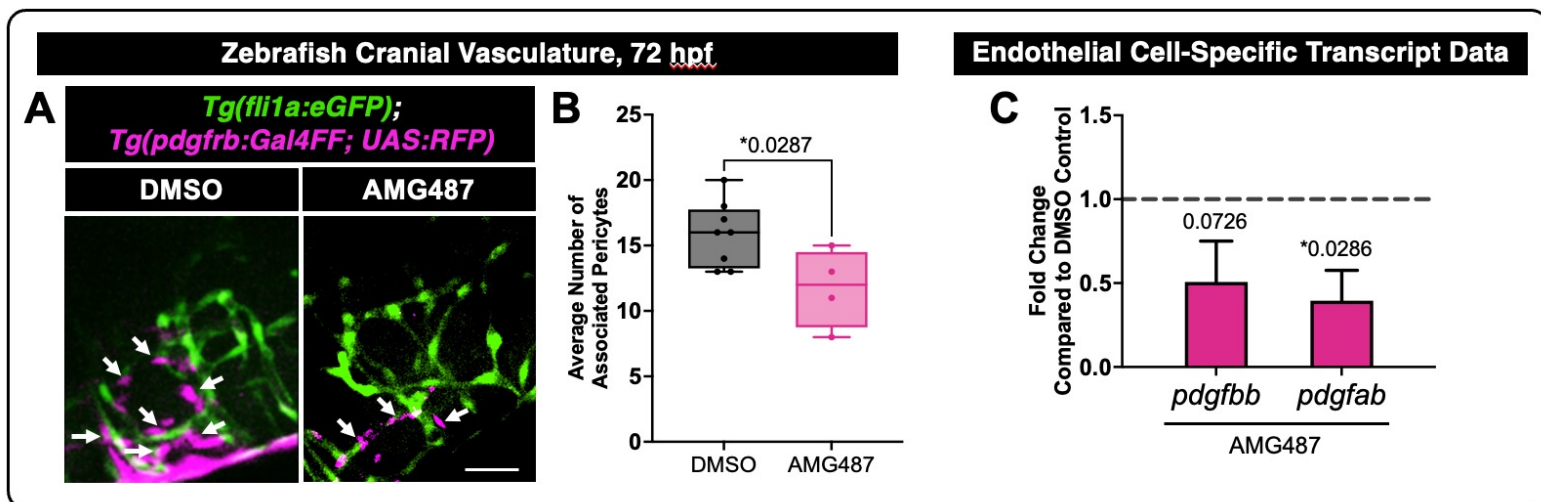 Zebrafish Cranial Vasculature, 72 hpf
Endothelial Cell-Specific Transcript Data
A
Tg(fli1a:eGFP);
Tg(pdgfrb:Gal4FF; UAS:RFP)
DMSO
AMG487
B
Average Number of
Associated Pericytes
25
20
15
10
5
0
*0.0287
DMSO
AMG487
C
Fold Change
Compared to DMSO Control
1.5
1.0
0.5
0.0
0.0726
*0.0286
pdgfbb
pdgfab
AMG487